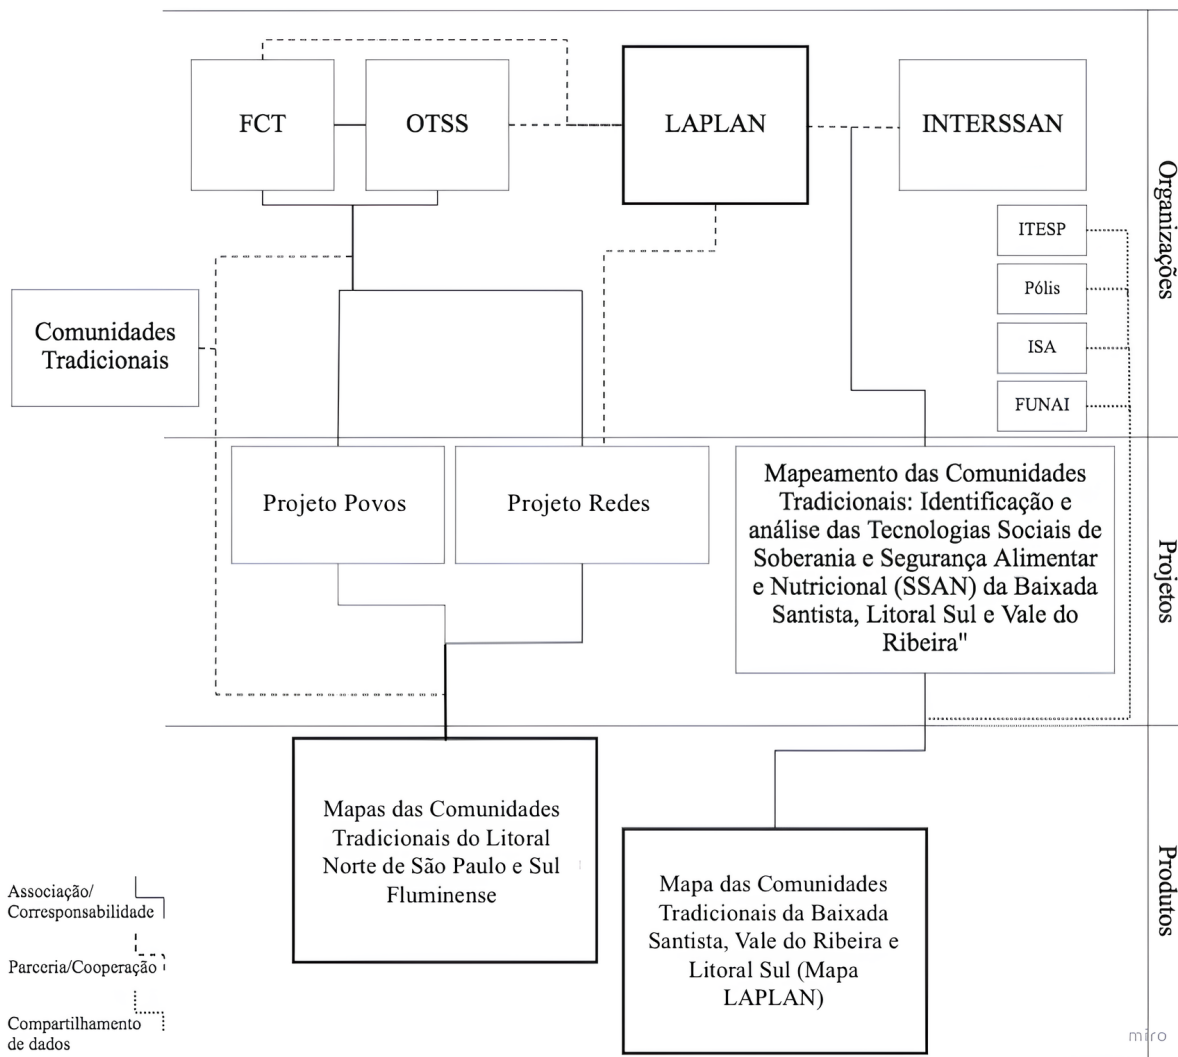 FCT
OTSS
LAPLAN
INTERSSAN
Organizações
ITESP
Pólis
ISA
FUNAI
Comunidades
Tradicionais
Projeto Povos
Projeto Redes
Mapeamento das Comunidades
Tradicionais: Identificação e
análise das Tecnologias Sociais de
Soberania e Segurança Alimentar
e Nutricional (SSAN) da Baixada
Santista, Litoral Sul e Vale do
Ribeira"
Projetos
Mapas das Comunidades
Tradicionais do Litoral
Norte de São Paulo e Sul
Fluminense
Mapa das Comunidades
Tradicionais da Baixada
Santista, Vale do Ribeira e
Litoral Sul (Mapa
LAPLAN)
Produtos
Associação/
Corresponsabilidade
Parceria/Cooperação
Compartilhamento
de dados
miro